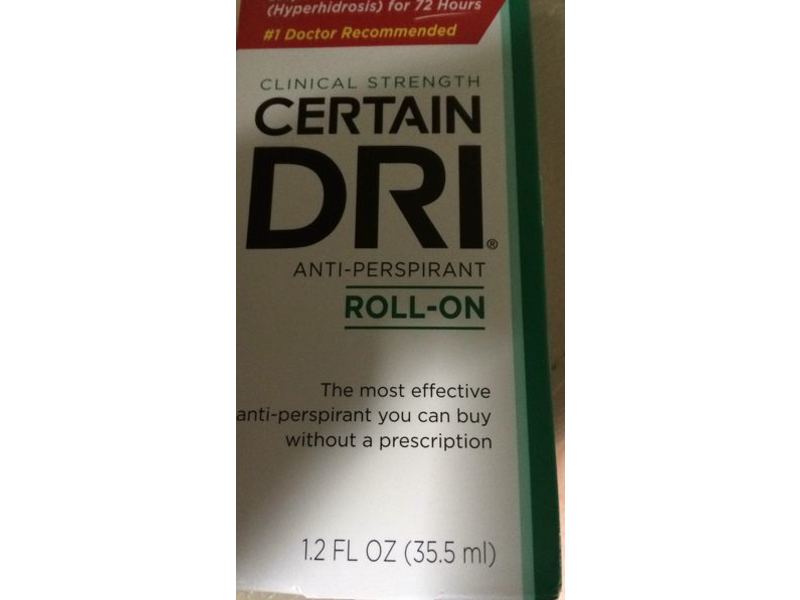 (Hyperhidrosis) for 72 Hours
#1 Doctor Recommended
CLINICAL STRENGTH
CERTAIN
DRI®
ANTI-PERSPIRANT
ROLL-ON
The most effective
anti-perspirant you can buy
without a prescription
1.2 FL OZ (35.5 ml)